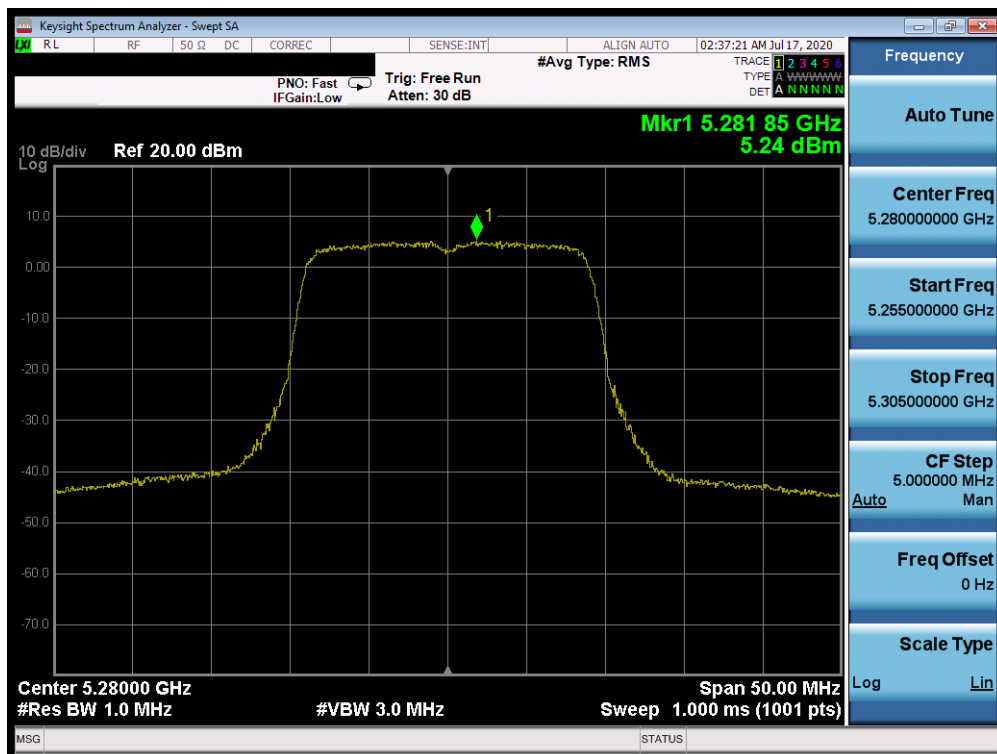 Keysight Spectrum Analyzer - Swept SA
LXI RL RF 50 Ω DC CORREC SENSE:INT ALIGN AUTO 02:37:21 AM Jul 17, 2020
#Avg Type: RMS
TRACE 1 2 3 4 5 6
PNO: Fast Trig: Free Run
TYPE A WWWWW
IFGain:Low Atten: 30 dB
DET A N N N N N
Mkr1 5.281 85 GHz
5.24 dBm
10 dB/div Ref 20.00 dBm
Log
1
10.0
0.00
-10.0
-20.0
-30.0
-40.0
-50.0
-60.0
-70.0
Center 5.28000 GHz Span 50.00 MHz
#Res BW 1.0 MHz #VBW 3.0 MHz Sweep 1.000 ms (1001 pts)
MSG STATUS
Frequency
Auto Tune
Center Freq
5.280000000 GHz
Start Freq
5.255000000 GHz
Stop Freq
5.305000000 GHz
CF Step
5.000000 MHz
Auto Man
Freq Offset
0 Hz
Scale Type
Log Lin